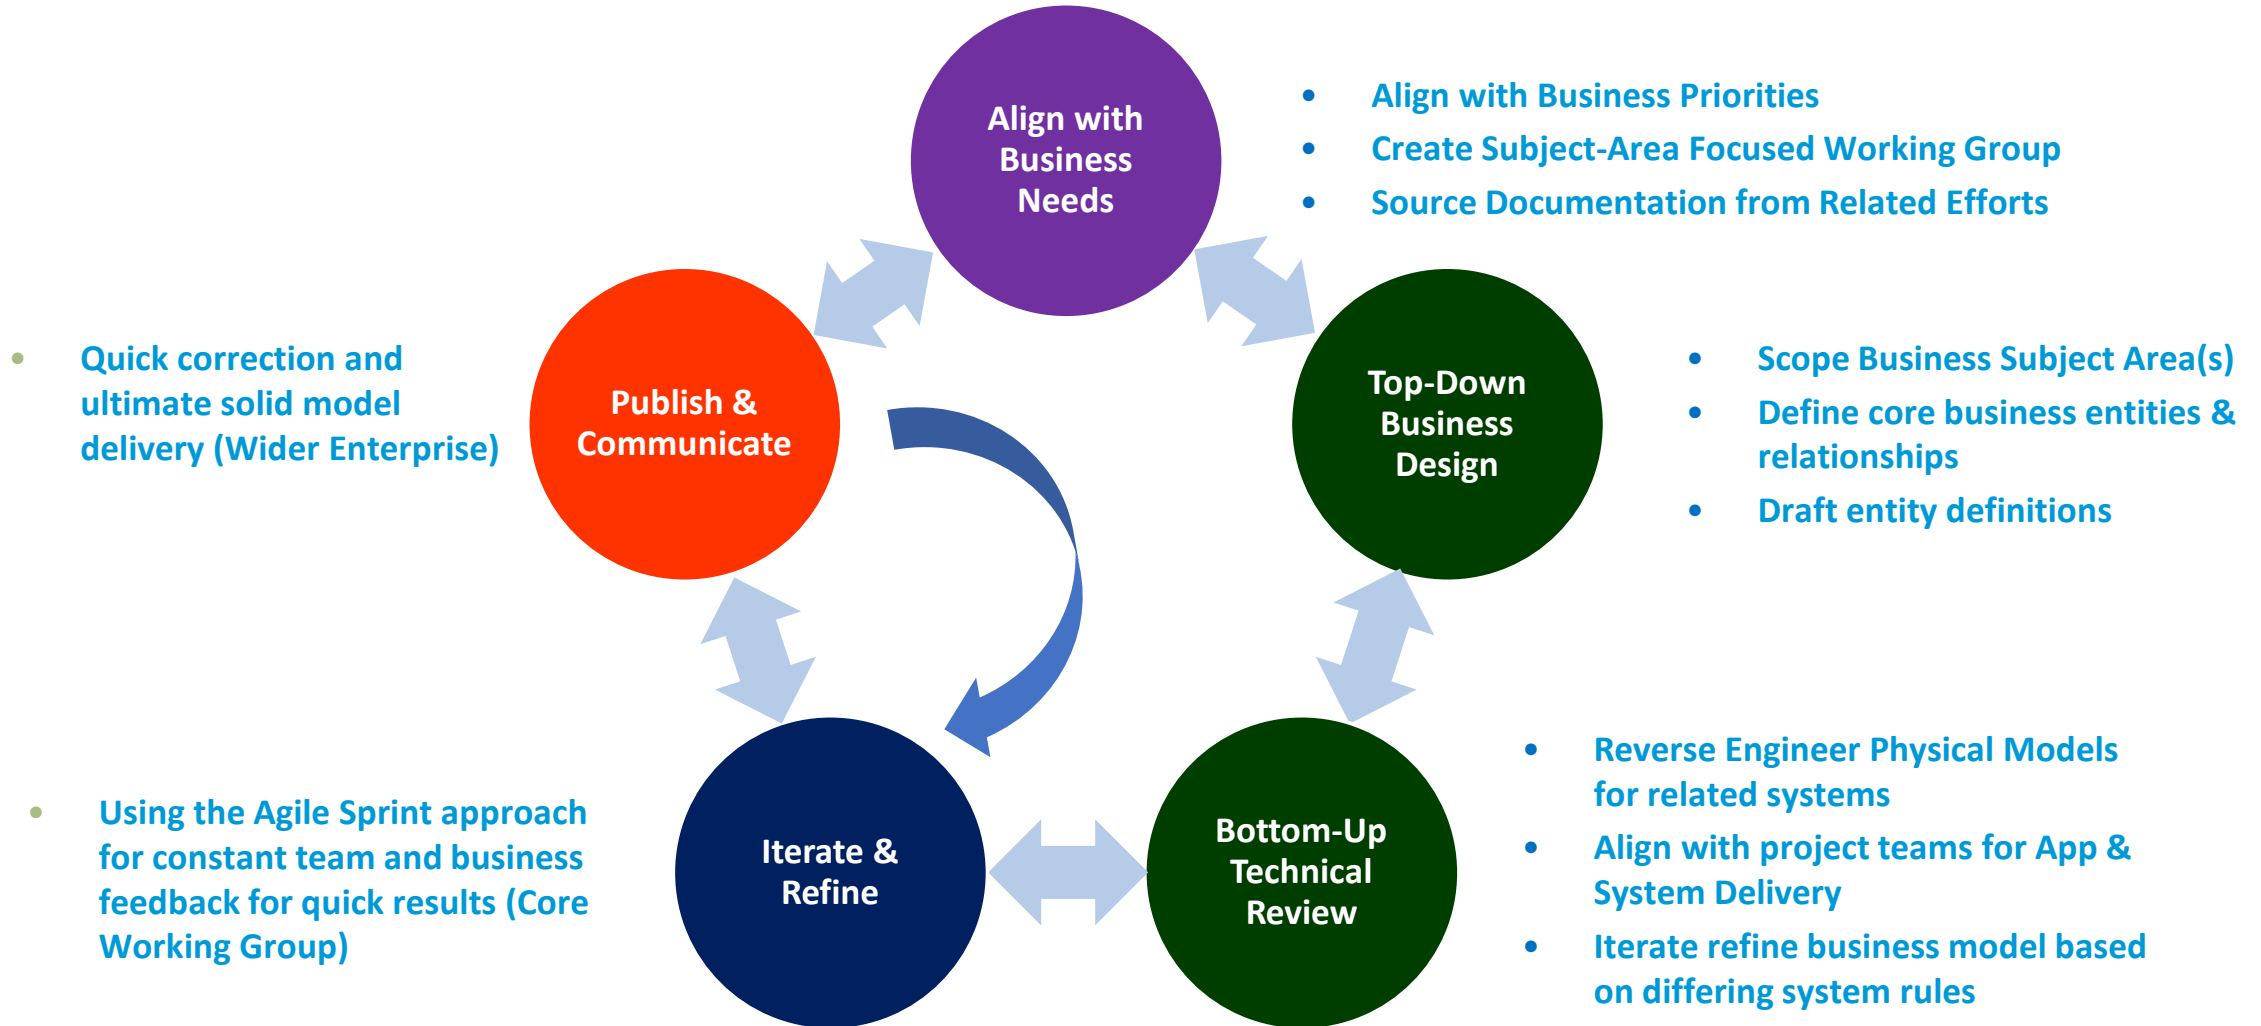 Align with
Business
Needs
• Align with Business Priorities
• Create Subject-Area Focused Working Group
• Source Documentation from Related Efforts
Top-Down
Business
Design
• Scope Business Subject Area(s)
• Define core business entities &
relationships
• Draft entity definitions
Bottom-Up
Technical
Review
• Reverse Engineer Physical Models
for related systems
• Align with project teams for App &
System Delivery
• Iterate refine business model based
on differing system rules
Iterate &
Refine
• Using the Agile Sprint approach
for constant team and business
feedback for quick results (Core
Working Group)
Publish &
Communicate
• Quick correction and
ultimate solid model
delivery (Wider Enterprise)